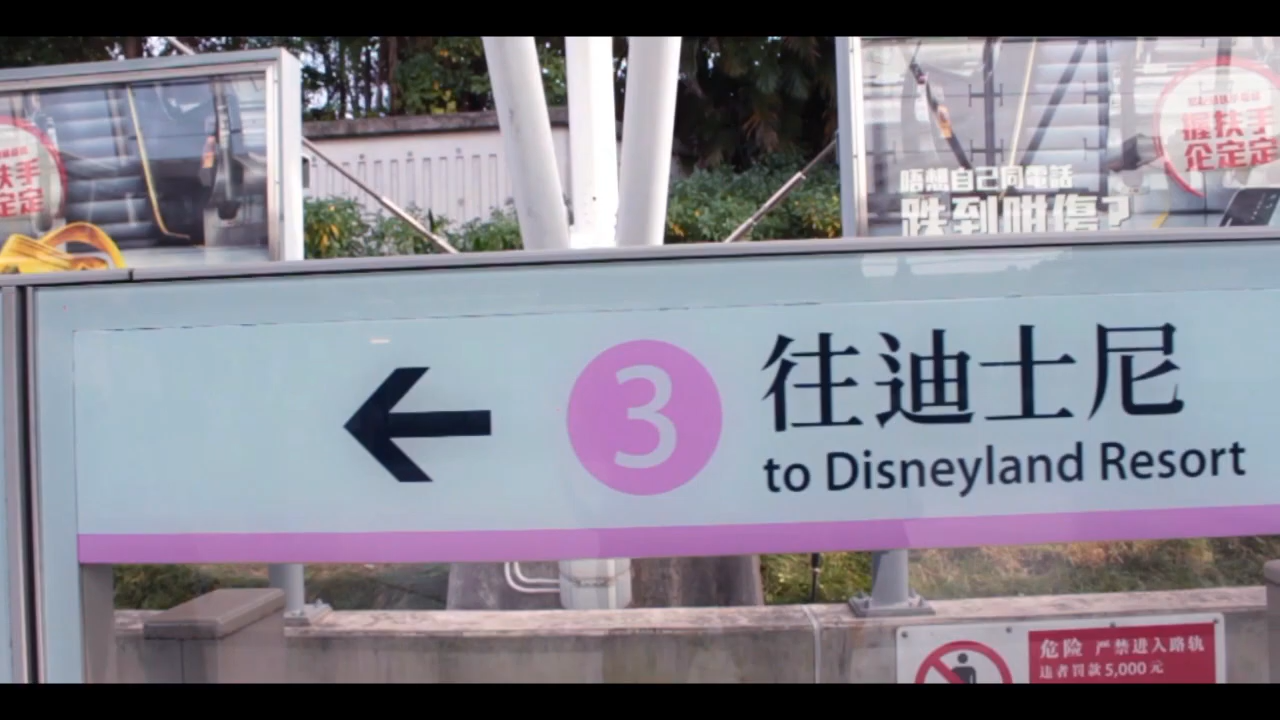 扶手
定定
握扶手
企定定
唔想自己同電話
跌到咁傷?
3
往迪士尼
to Disneyland Resort
危险 严禁进入路轨
违者罚款5,000元